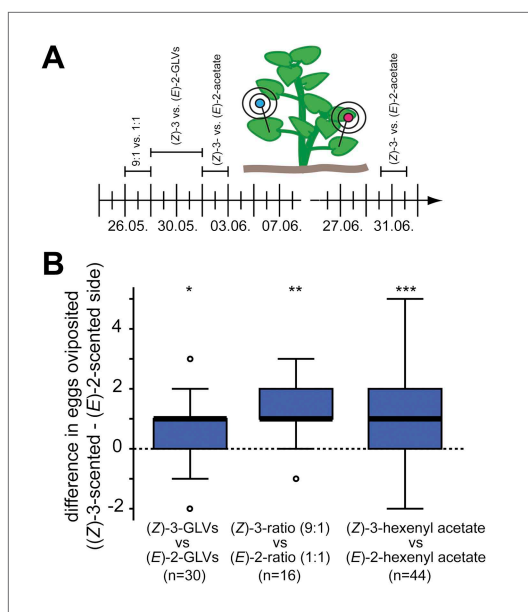 A
9:1 vs. 1:1
(Z)-3 vs. (E)-2-GLVs
(Z)-3- vs. (E)-2-acetate
(Z)-3- vs. (E)-2-acetate
26.05. 30.05. 03.06. 07.06. 27.06. 31.06.
B
difference in eggs oviposited
((Z)-3-scented - (E)-2-scented side)
* ** ***
4
2
0
-2
(Z)-3-GLVs (Z)-3-ratio (9:1) (Z)-3-hexenyl acetate
vs vs vs
(E)-2-GLVs (E)-2-ratio (1:1) (E)-2-hexenyl acetate
(n=30) (n=16) (n=44)